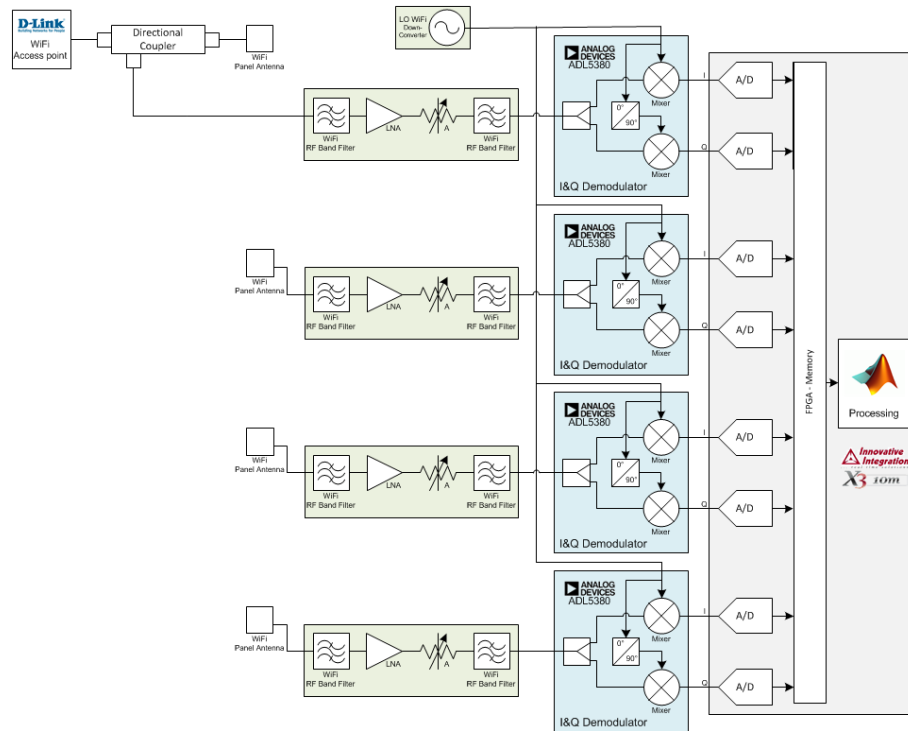 D-Link
Building Networks for People
WiFi
Access point
Directional
Coupler
WiFi
Panel Antenna
LO WiFi
Down-
Converter
WiFi
RF Band Filter
LNA
A
WiFi
RF Band Filter
ANALOG
DEVICES
ADL5380
0°
90°
Mixer
Mixer
I&Q Demodulator
I
Q
A/D
A/D
WiFi
Panel Antenna
WiFi
RF Band Filter
LNA
A
WiFi
RF Band Filter
ANALOG
DEVICES
ADL5380
0°
90°
Mixer
Mixer
I&Q Demodulator
I
Q
A/D
A/D
FPGA - Memory
Processing
Innovative
Integration
X3 10M
WiFi
Panel Antenna
WiFi
RF Band Filter
LNA
A
WiFi
RF Band Filter
ANALOG
DEVICES
ADL5380
0°
90°
Mixer
Mixer
I&Q Demodulator
I
Q
A/D
A/D
WiFi
Panel Antenna
WiFi
RF Band Filter
LNA
A
WiFi
RF Band Filter
ANALOG
DEVICES
ADL5380
0°
90°
Mixer
Mixer
I&Q Demodulator
I
Q
A/D
A/D